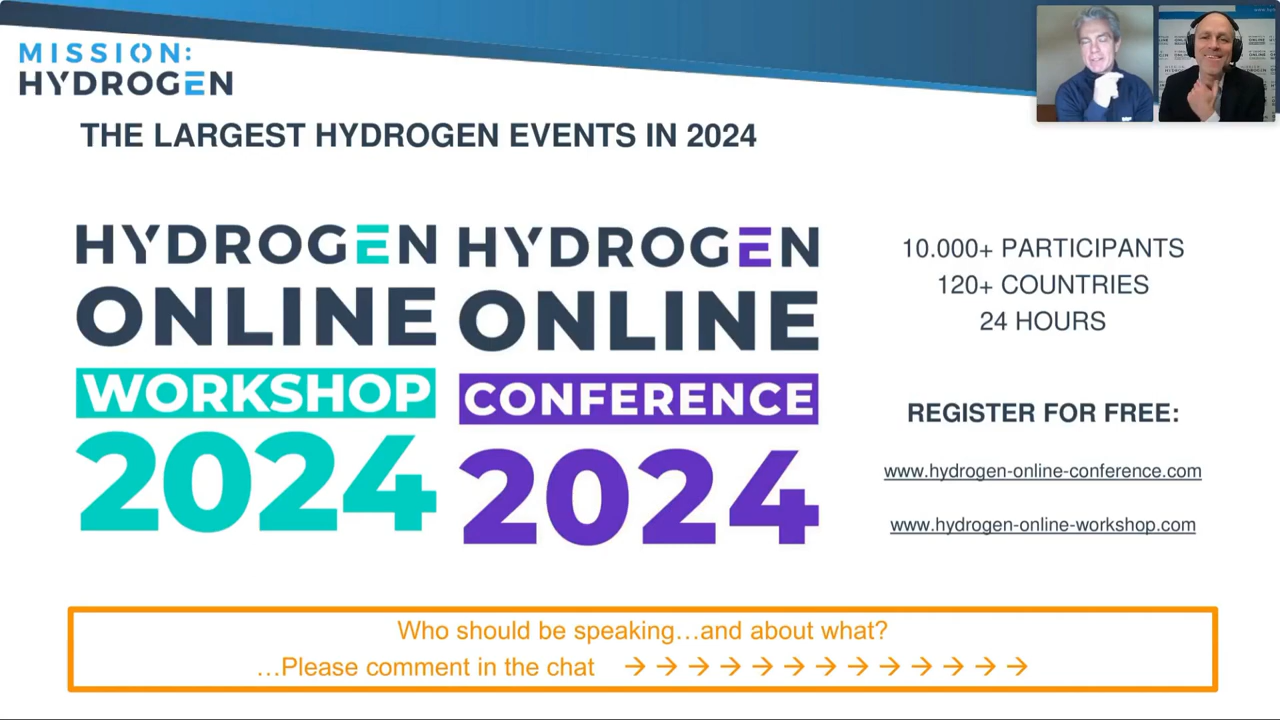 MISSION:
HYDROGEN
THE LARGEST HYDROGEN EVENTS IN 2024
HYDROGEN
ONLINE
WORKSHOP
2024
HYDROGEN
ONLINE
CONFERENCE
2024
10.000+ PARTICIPANTS
120+ COUNTRIES
24 HOURS
REGISTER FOR FREE:
www.hydrogen-online-conference.com
www.hydrogen-online-workshop.com
Who should be speaking…and about what?
…Please comment in the chat → → → → → → → → → → → → →